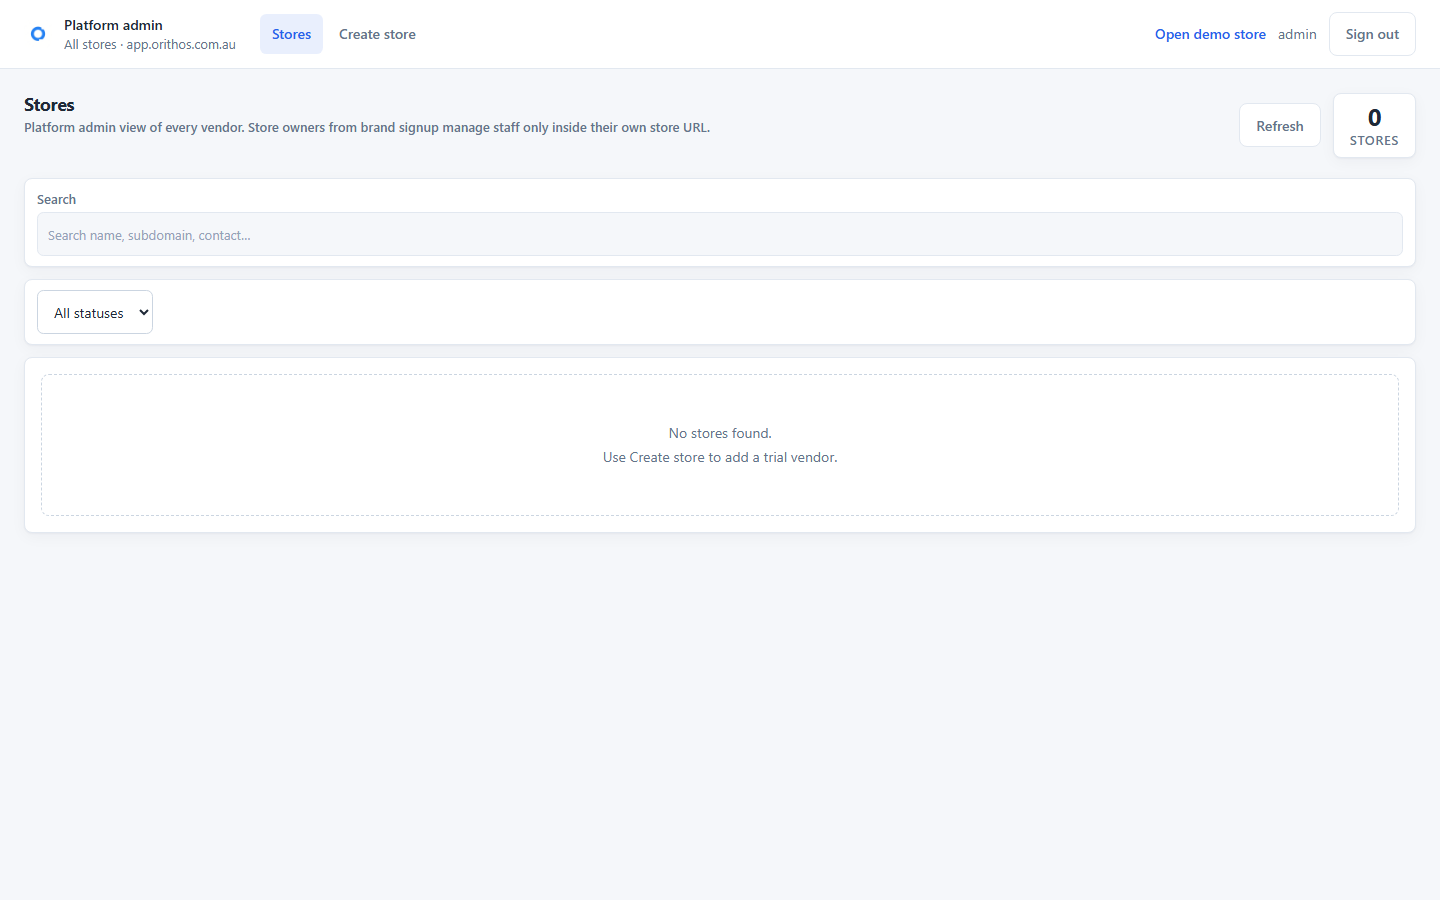 Platform admin
All stores · app.orithos.com.au
Stores
Create store
Open demo store
admin
Sign out
Stores
Platform admin view of every vendor. Store owners from brand signup manage staff only inside their own store URL.
Refresh
0
STORES
Search
Search name, subdomain, contact...
All statuses
No stores found.
Use Create store to add a trial vendor.